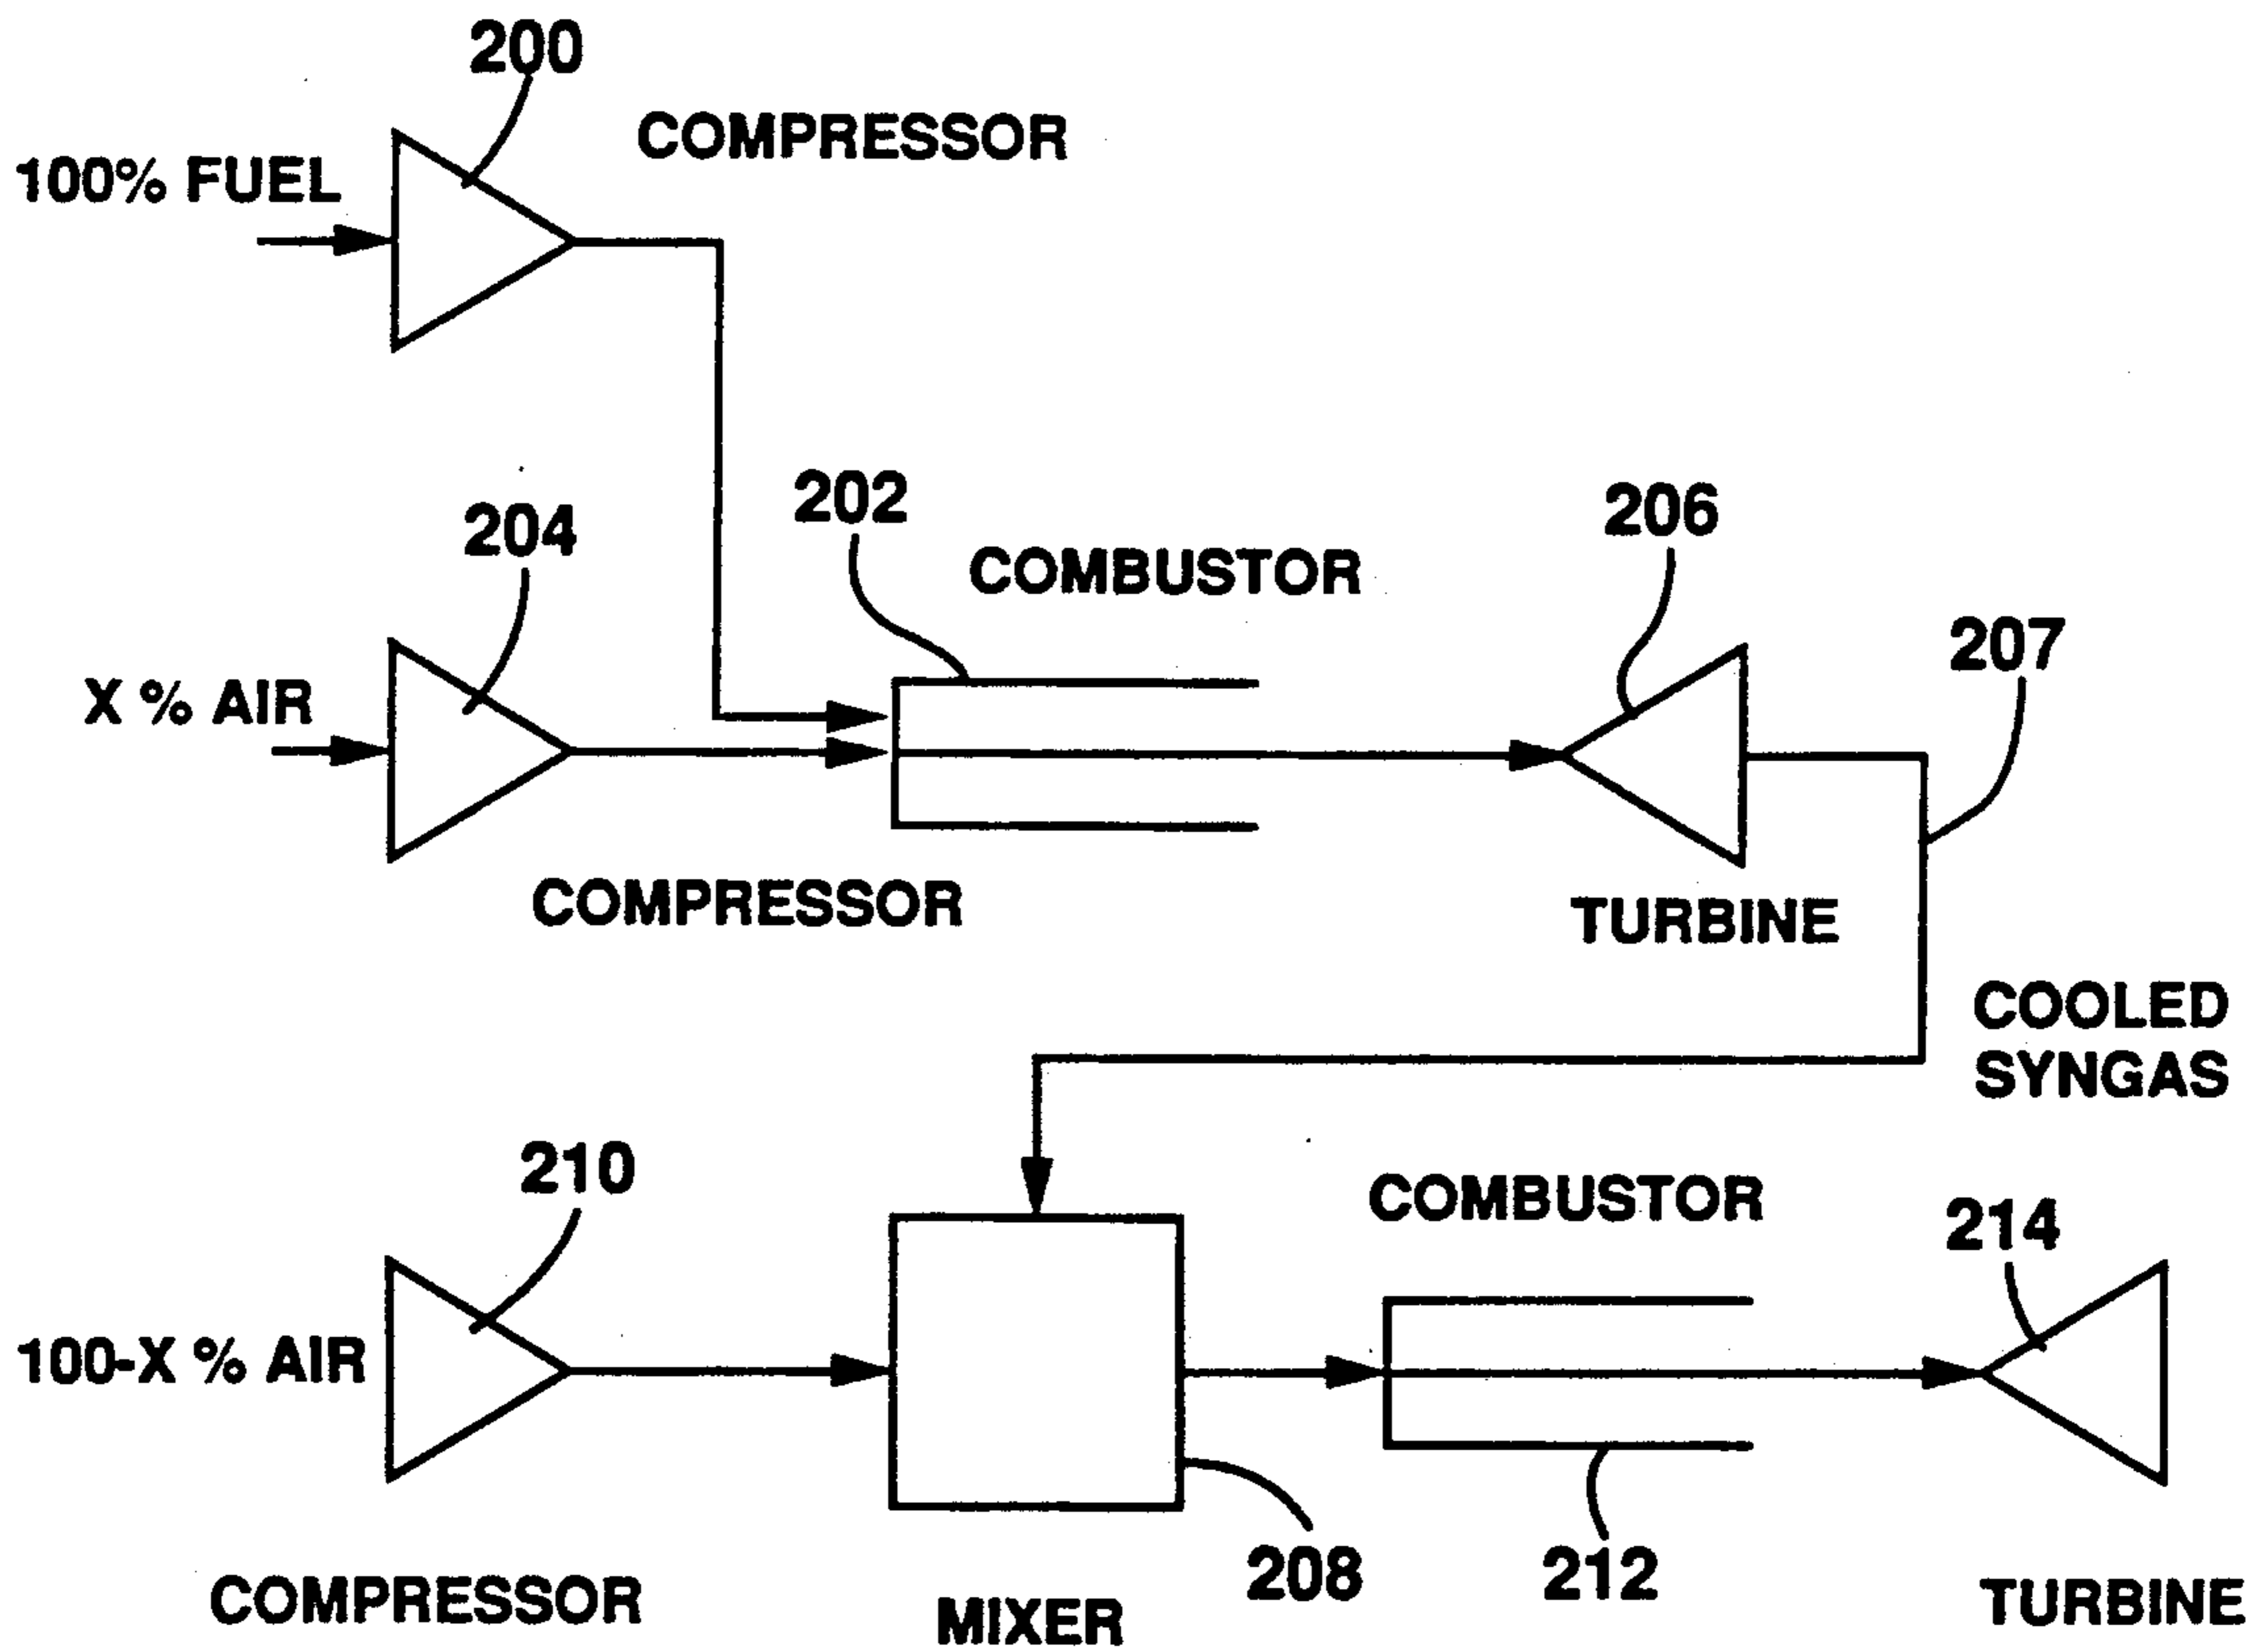 200
COMPRESSOR
100% FUEL
202
204
COMBUSTOR
206
207
X % AIR
COMPRESSOR
TURBINE
COOLED
SYNGAS
210
COMBUSTOR
214
100-X % AIR
208
212
COMPRESSOR
MIXER
TURBINE